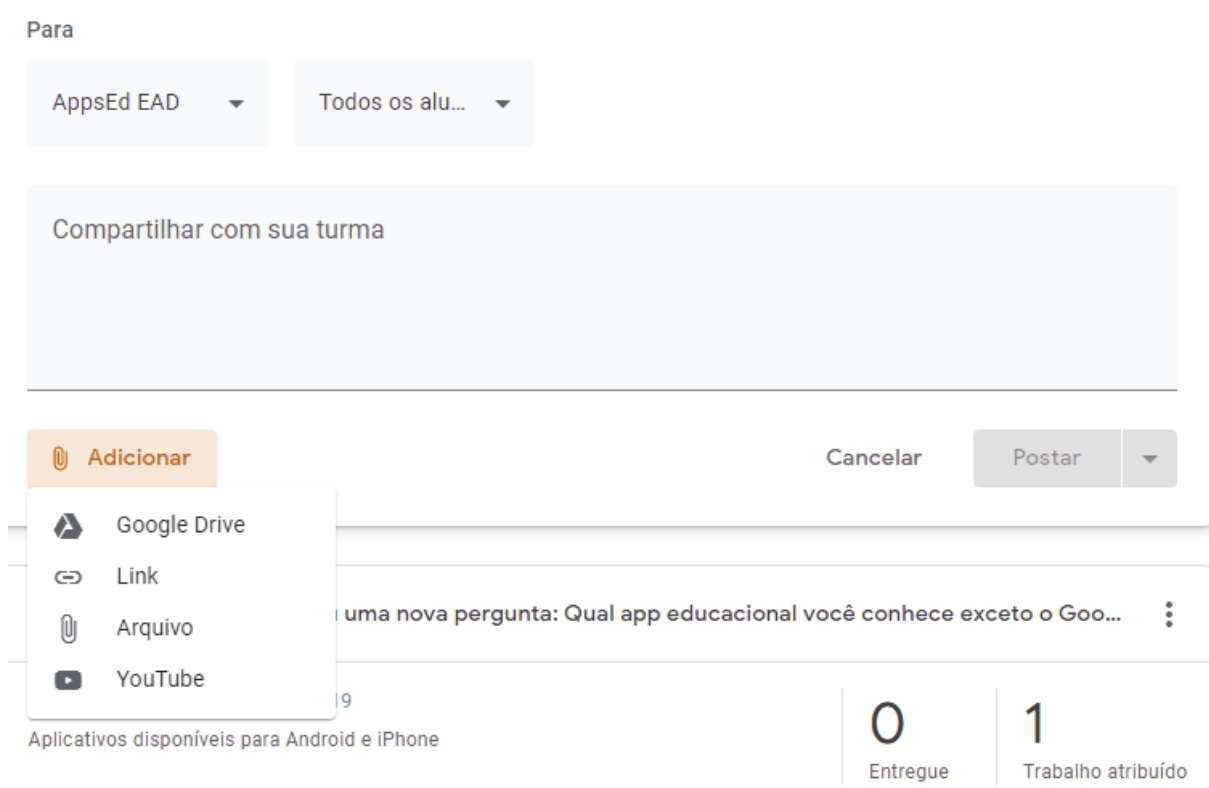 Para
AppsEd EAD
Todos os alu...
Compartilhar com sua turma
Adicionar
Cancelar
Postar
Google Drive
Link
Arquivo
YouTube
uma nova pergunta: Qual app educacional você conhece exceto o Goo...
19
Aplicativos disponíveis para Android e iPhone
0
Entregue
1
Trabalho atribuído